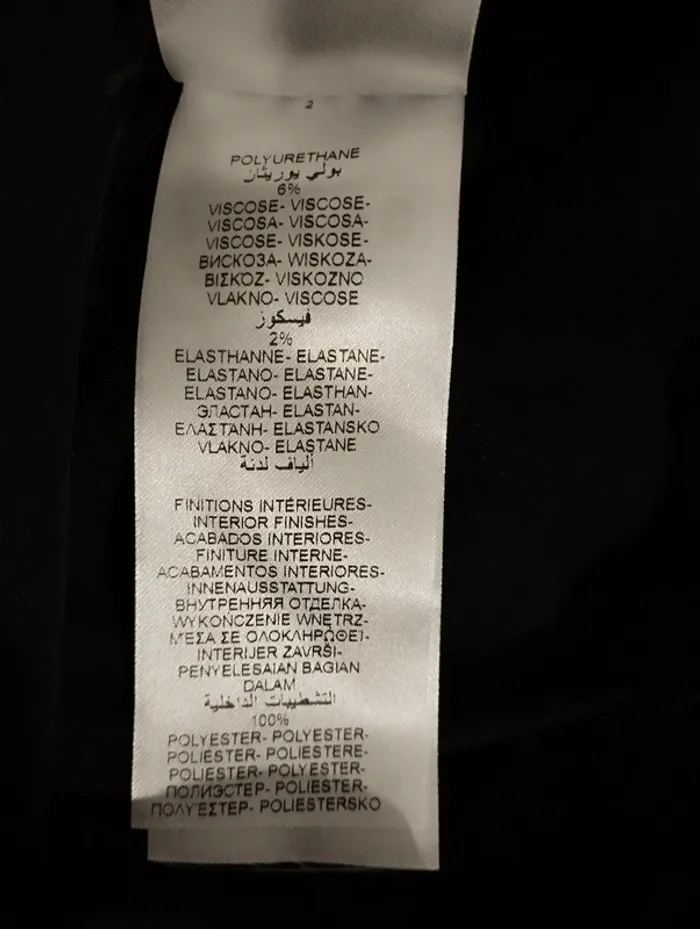 2
POLYURETHANE
بولي يوريثان
6%
VISCOSE- VISCOSE-
VISCOSA- VISCOSA-
VISCOSE- VISKOSE-
ВИСКОЗА- WISKOZA-
ΒΙΣΚΌΖ- VISKOZNO
VLAKNO- VISCOSE
فيسكوز
2%
ELASTHANNE- ELASTANE-
ELASTANO- ELASTANE-
ELASTANO- ELASTHAN-
ЭЛАСТАН- ELASTAN-
ΕΛΑΣΤΆΝΗ- ELASTANSKO
VLAKNO- ELASTANE
ألياف لدنة
FINITIONS INTÉRIEURES-
INTERIOR FINISHES-
ACABADOS INTERIORES-
FINITURE INTERNE-
ACABAMENTOS INTERIORES-
INNENAUSSTATTUNG-
ВНУТРЕННЯЯ ОТДЕЛКА-
WYKOŃCZENIE WNĘTRZ-
ΜΈΣΑ ΣΕ ΟΛΟΚΛΗΡΩΘΕΊ-
INTERIJER ZAVRŠI-
PENYELESAIAN BAGIAN
DALAM
التشطيبات الداخلية
100%
POLYESTER- POLYESTER-
POLIÉSTER- POLIESTERE-
POLIÉSTER- POLYESTER-
ПОЛИЭСТЕР- POLIESTER-
ΠΟΛΥΈΣΤΕΡ- POLIESTERSKO